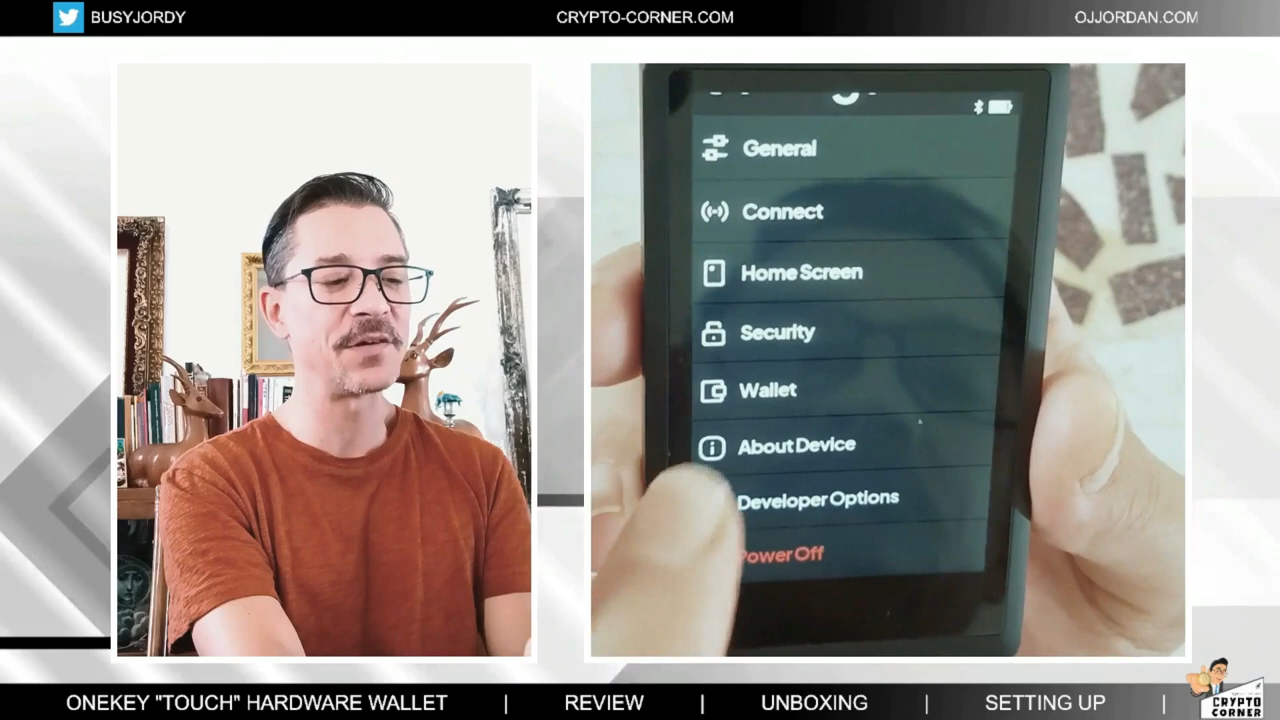 BUSYJORDY
CRYPTO-CORNER.COM
OJJORDAN.COM
General
Connect
Home Screen
Security
Wallet
About Device
Developer Options
Power Off
ONEKEY "TOUCH" HARDWARE WALLET | REVIEW | UNBOXING | SETTING UP |
CRYPTO
CORNER